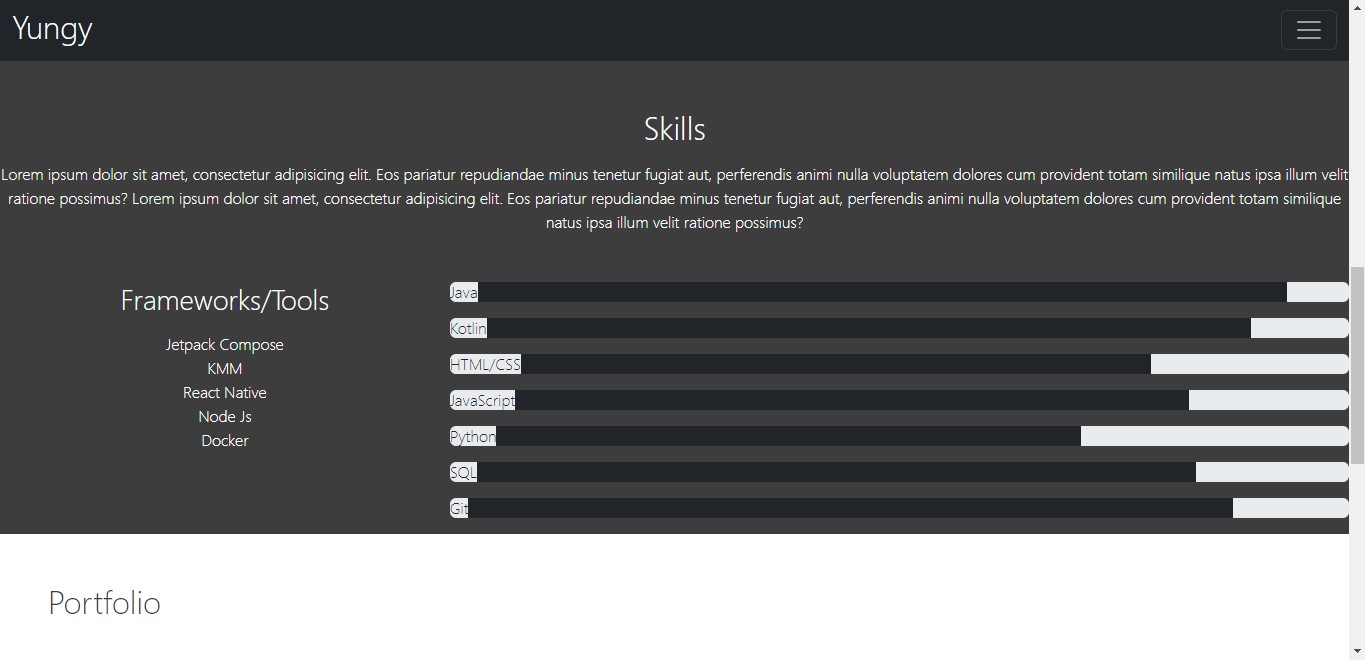 Yungy
Skills
Lorem ipsum dolor sit amet, consectetur adipisicing elit. Eos pariatur repudiandae minus tenetur fugiat aut, perferendis animi nulla voluptatem dolores cum provident totam similique natus ipsa illum velit
ratione possimus? Lorem ipsum dolor sit amet, consectetur adipisicing elit. Eos pariatur repudiandae minus tenetur fugiat aut, perferendis animi nulla voluptatem dolores cum provident totam similique
natus ipsa illum velit ratione possimus?
Frameworks/Tools
Jetpack Compose
KMM
React Native
Node Js
Docker
Java
Kotlin
HTML/CSS
JavaScript
Python
SQL
Git
Portfolio